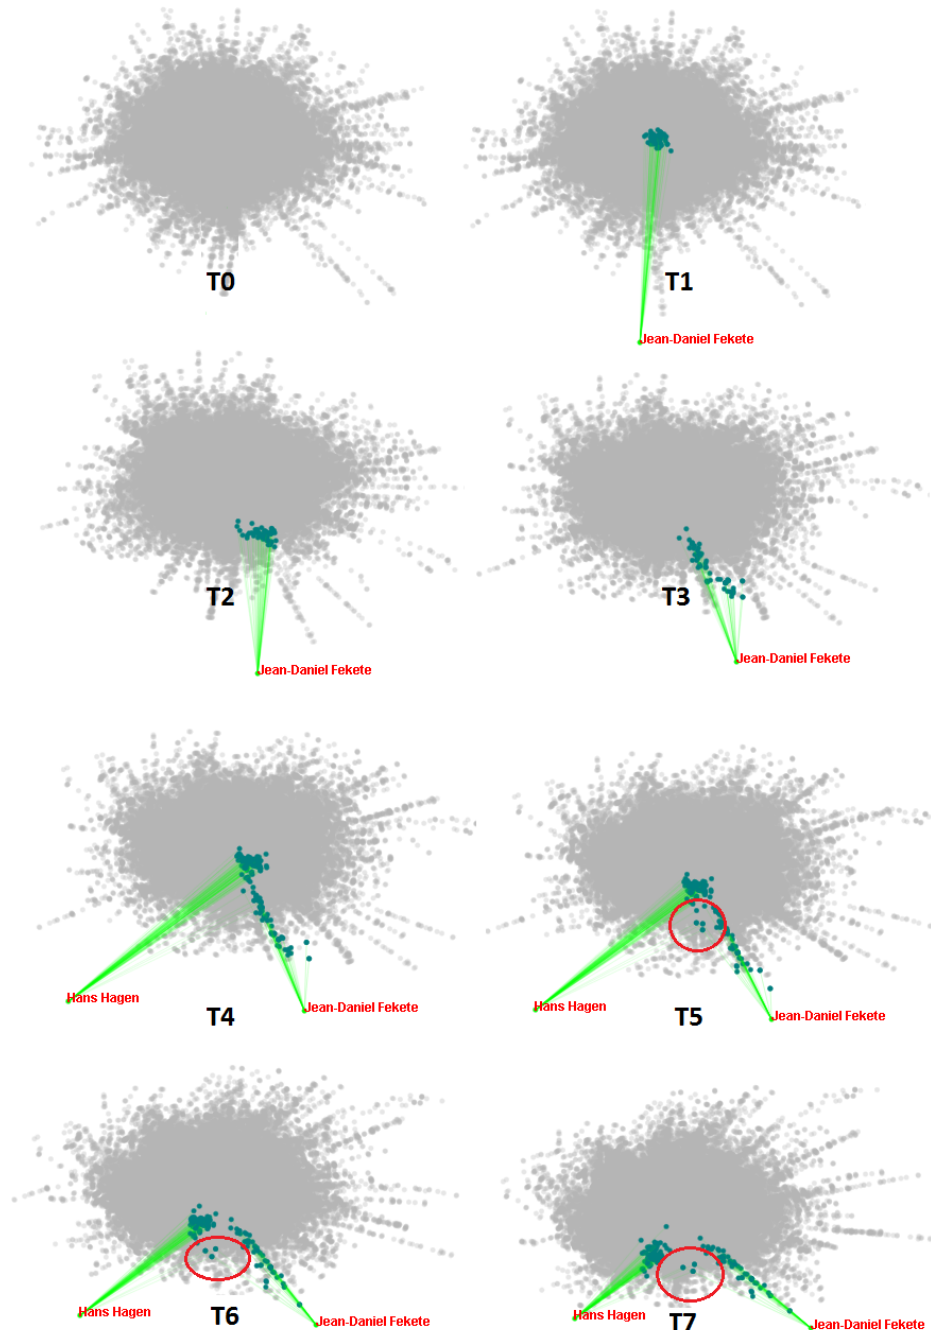 T0
T1
Jean-Daniel Fekete
T2
Jean-Daniel Fekete
T3
Jean-Daniel Fekete
Hans Hagen
T4
Jean-Daniel Fekete
Hans Hagen
T5
Jean-Daniel Fekete
Hans Hagen
T6
Jean-Daniel Fekete
Hans Hagen
T7
Jean-Daniel Fekete